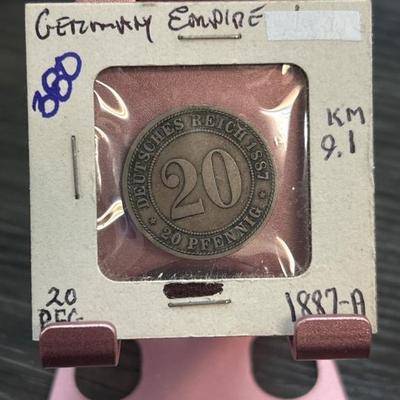 GERMANY EMPIRE
380
KM
9.1
DEUTSCHES REICH 1887
20
* 20 PFENNIG *
20
PFG
1887-A